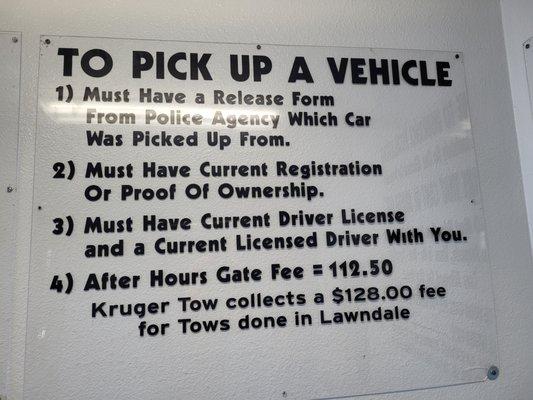 TO PICK UP A VEHICLE
1) Must Have a Release Form
From Police Agency Which Car
Was Picked Up From.
2) Must Have Current Registration
Or Proof Of Ownership.
3) Must Have Current Driver License
and a Current Licensed Driver With You.
4) After Hours Gate Fee = 112.50
Kruger Tow collects a $128.00 fee
for Tows done in Lawndale